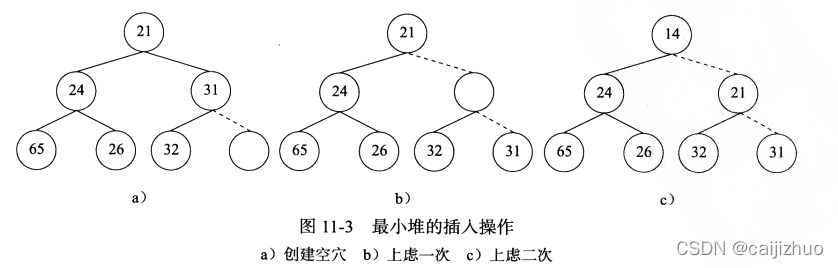 21 21 14
24 31 24 24 21
65 26 32 65 26 32 31 65 26 32 31
a） b） c）
图 11-3 最小堆的插入操作
a）创建空穴 b）上虑一次 c）上虑二次
CSDN @caijizhuo